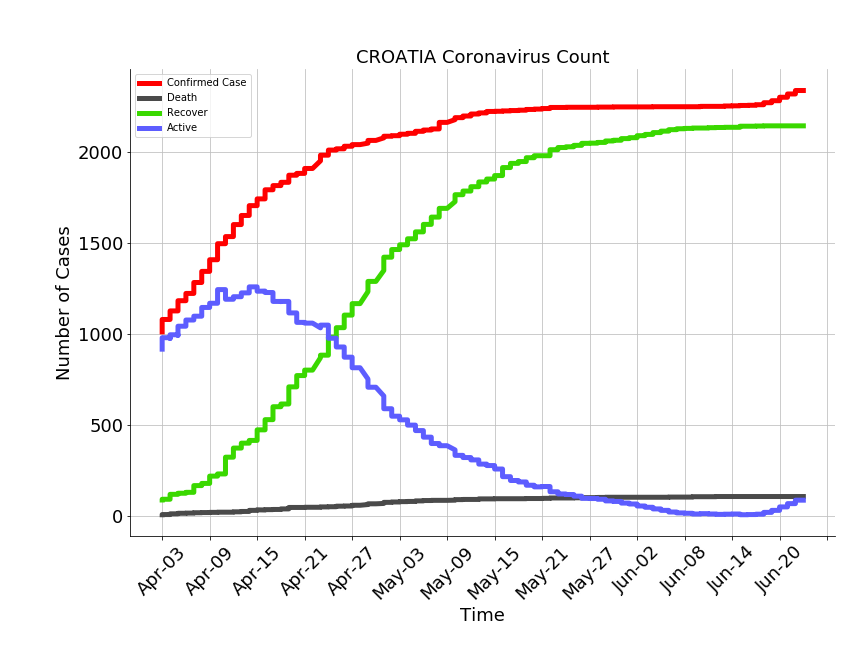 CROATIA Coronavirus Count
Confirmed Case
Death
Recover
Active
Number of Cases
2000
1500
1000
500
0
Apr-03
Apr-09
Apr-15
Apr-21
Apr-27
May-03
May-09
May-15
May-21
May-27
Jun-02
Jun-08
Jun-14
Jun-20
Time